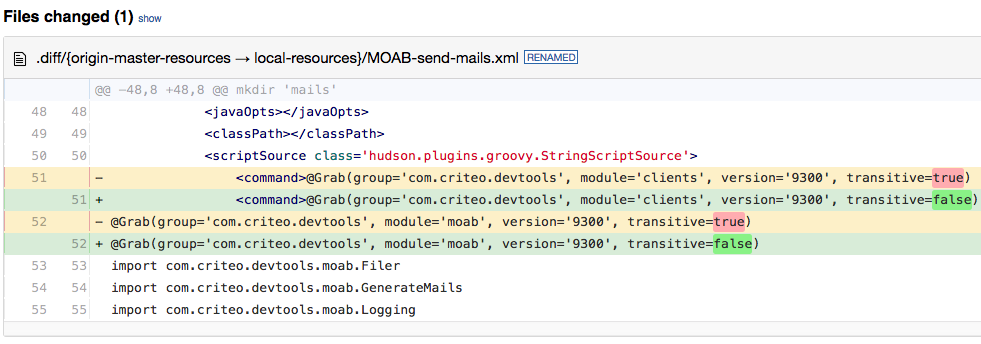 Files changed (1) show
.diff/{origin-master-resources → local-resources}/MOAB-send-mails.xml RENAMED
@@ -48,8 +48,8 @@ mkdir 'mails'
48 48 <javaOpts></javaOpts>
49 49 <classPath></classPath>
50 50 <scriptSource class='hudson.plugins.groovy.StringScriptSource'>
51 - <command>@Grab(group='com.criteo.devtools', module='clients', version='9300', transitive=true)
51 + <command>@Grab(group='com.criteo.devtools', module='clients', version='9300', transitive=false)
52 - @Grab(group='com.criteo.devtools', module='moab', version='9300', transitive=true)
52 + @Grab(group='com.criteo.devtools', module='moab', version='9300', transitive=false)
53 53 import com.criteo.devtools.moab.Filer
54 54 import com.criteo.devtools.moab.GenerateMails
55 55 import com.criteo.devtools.moab.Logging